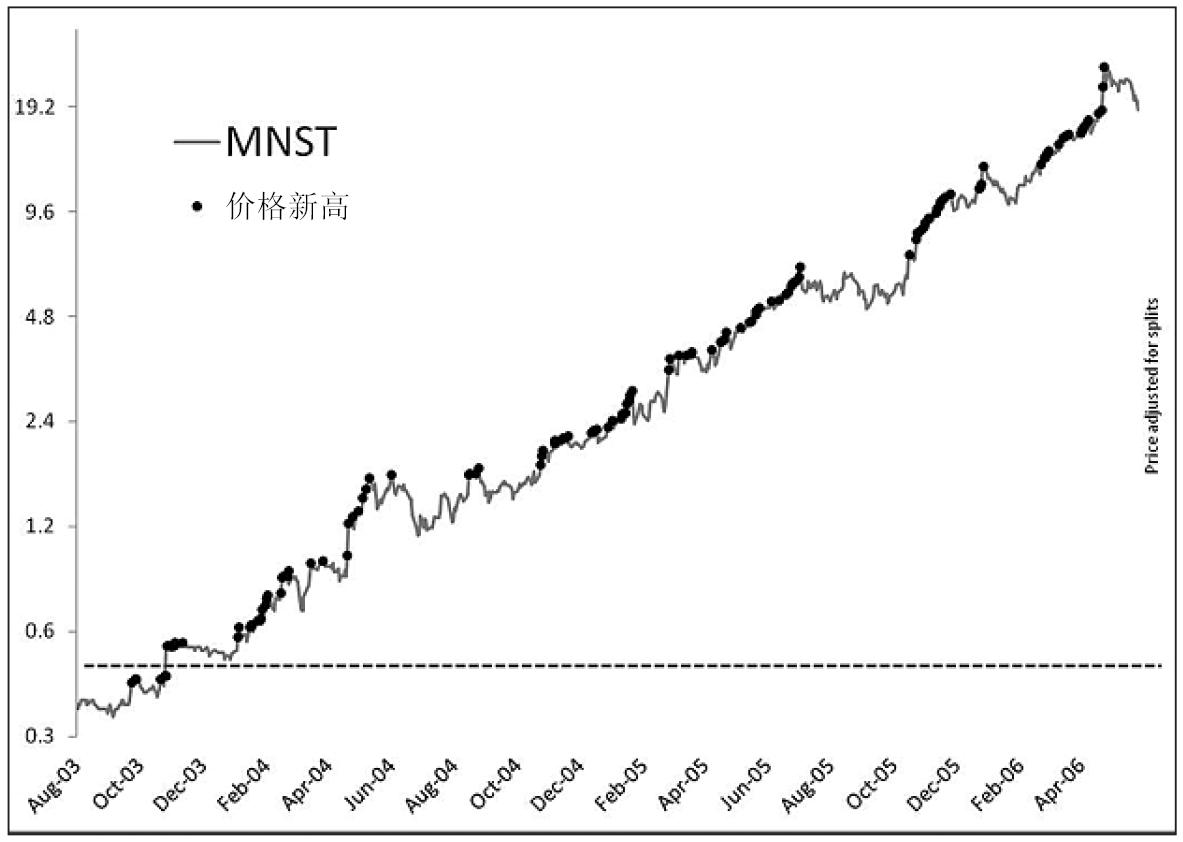 19.2
9.6
4.8
2.4
1.2
0.6
0.3
MNST
价格新高
Price adjusted for splits
Aug-03
Oct-03
Dec-03
Feb-04
Apr-04
Jun-04
Aug-04
Oct-04
Dec-04
Feb-05
Apr-05
Jun-05
Aug-05
Oct-05
Dec-05
Feb-06
Apr-06